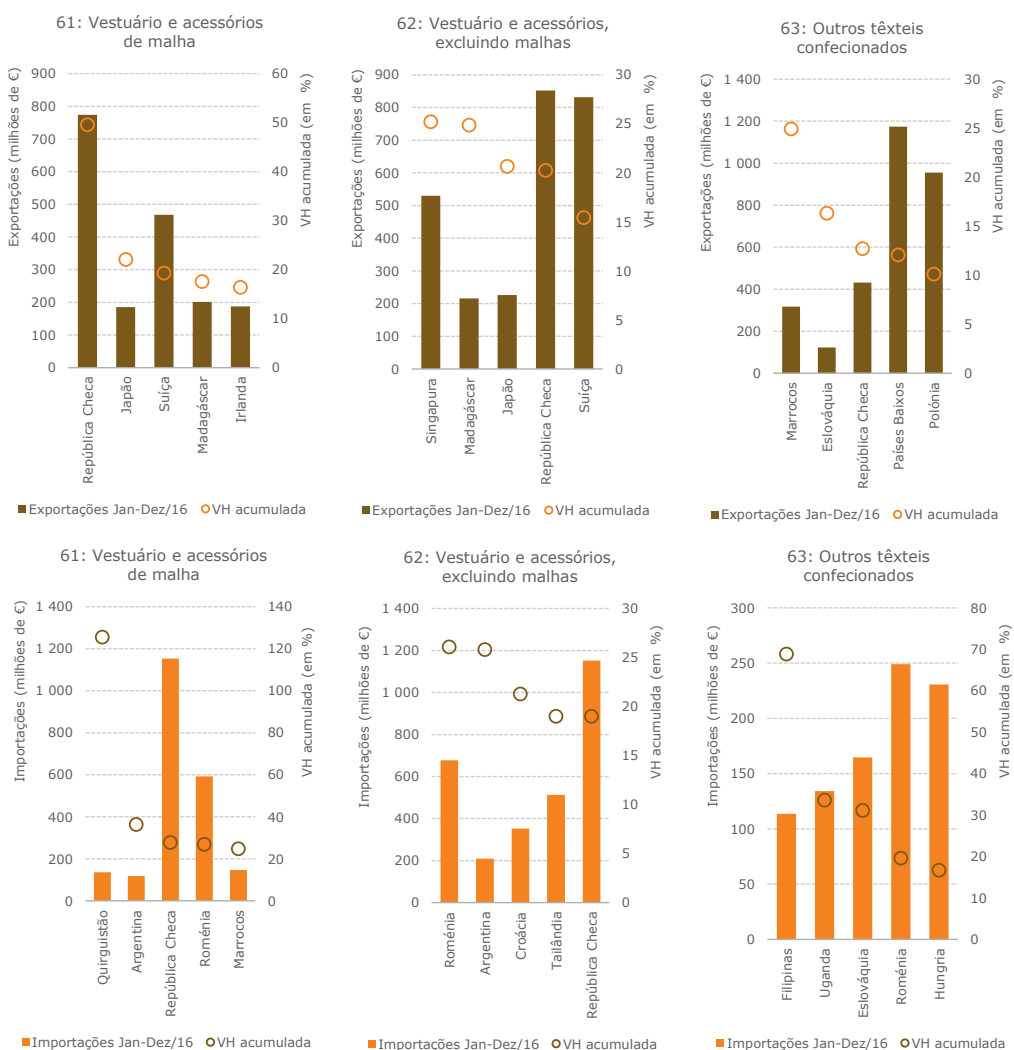 61: Vestuário e acessórios
de malha
Exportações (milhões de €)
900
800
700
600
500
400
300
200
100
0
60
50
40
30
20
10
0
VH acumulada (em %)
República Checa
Japão
Suíça
Madagáscar
Irlanda
Exportações Jan-Dez/16 VH acumulada
62: Vestuário e acessórios,
excluindo malhas
Exportações (milhões de €)
900
800
700
600
500
400
300
200
100
0
30
25
20
15
10
5
0
VH acumulada (em %)
Singapura
Madagáscar
Japão
República Checa
Suíça
Exportações Jan-Dez/16 VH acumulada
63: Outros têxteis
confecionados
Exportações (milhões de €)
1 400
1 200
1 000
800
600
400
200
0
30
25
20
15
10
5
0
VH acumulada (em %)
Marrocos
Eslováquia
República Checa
Países Baixos
Polónia
Exportações Jan-Dez/16 VH acumulada
61: Vestuário e acessórios
de malha
Importações (milhões de €)
1 400
1 200
1 000
800
600
400
200
0
140
120
100
80
60
40
20
0
VH acumulada (em %)
Quirguistão
Argentina
República Checa
Roménia
Marrocos
Importações Jan-Dez/16 VH acumulada
62: Vestuário e acessórios,
excluindo malhas
Importações (milhões de €)
1 400
1 200
1 000
800
600
400
200
0
30
25
20
15
10
5
0
VH acumulada (em %)
Roménia
Argentina
Croácia
Tailândia
República Checa
Importações Jan-Dez/16 VH acumulada
63: Outros têxteis
confecionados
Importações (milhões de €)
300
250
200
150
100
50
0
80
70
60
50
40
30
20
10
0
VH acumulada (em %)
Filipinas
Uganda
Eslováquia
Roménia
Hungria
Importações Jan-Dez/16 VH acumulada